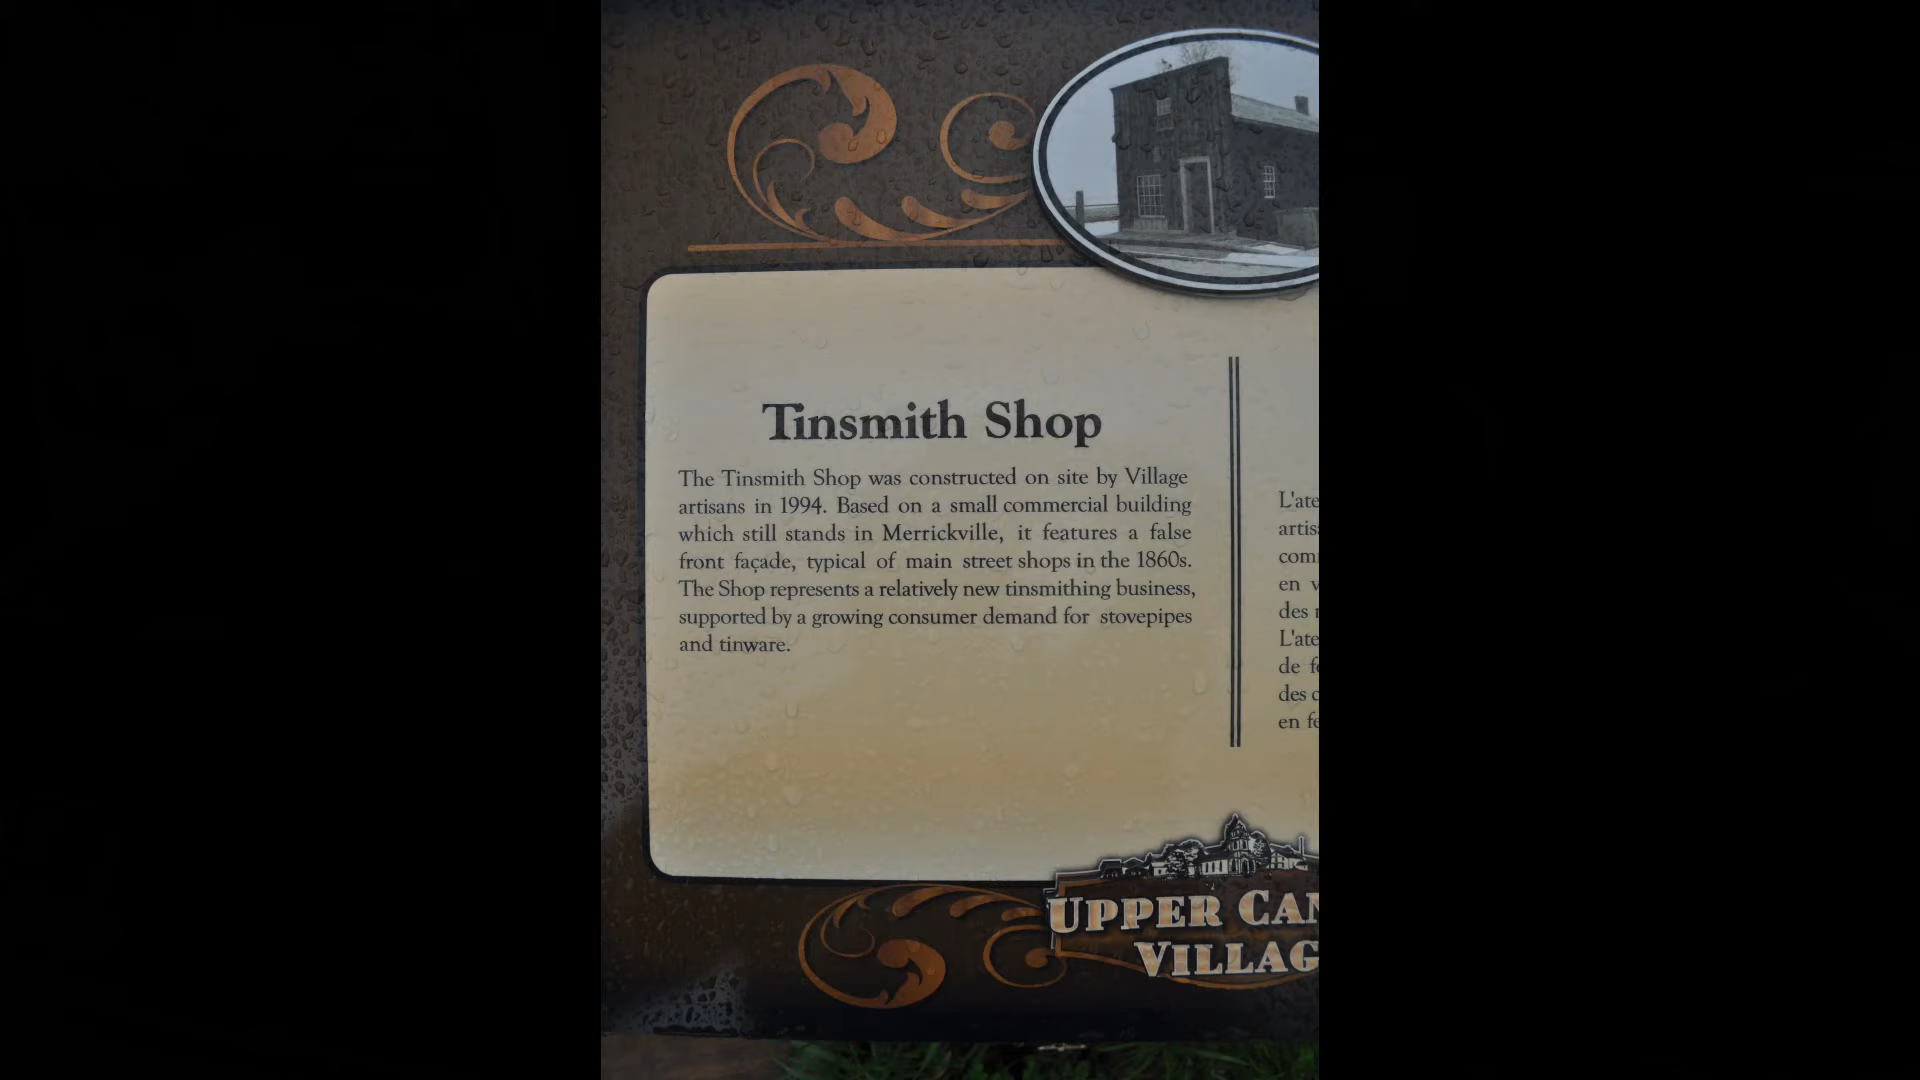 Tinsmith Shop
The Tinsmith Shop was constructed on site by Village
artisans in 1994. Based on a small commercial building
which still stands in Merrickville, it features a false
front façade, typical of main street shops in the 1860s.
The Shop represents a relatively new tinsmithing business,
supported by a growing consumer demand for stovepipes
and tinware.
L'ate
artis
com
en v
des
L'ate
de f
des c
en fe
UPPER CAN
VILLAG